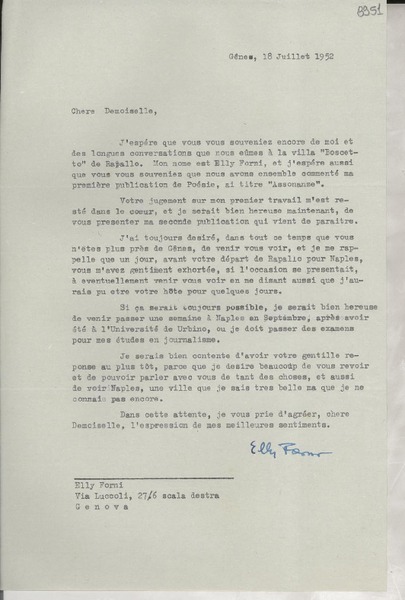 8951
Gênes, 18 Juillet 1952
Chere Demoiselle,
J'espére que vous vous souveniez encore de moi et
des longues conversations que nous eûmes à la villa "Boscet-
to" de Rapallo. Mon nome est Elly Forni, et j'espére aussi
que vous vous souveniez que nous avons ensemble commenté ma
première publication de Poésie, ai titre "Assonanse".
Votre jugement sur mon premier travail m'est re-
sté dans le coeur, et je serait bien hereuse maintenant, de
vous presenter ma seconde publication qui vient de paraitre.
J'ai toujours desiré, dans tout ce temps que vous
n'êtes plus près de Gênes, de venir vous voir, et je me rap-
pelle que un jour, avant votre départ de Rapallo pour Naples,
vous m'avez gentiment exhortée, si l'occasion se presentait,
à eventuellement venir vous voir en me disant aussi que j'au-
rais pu etre votre hôte pour quelques jours.
Si ça serait toujours possible, je serait bien hereuse
de venir passer une semaine à Naples en Septembre, après avoir
été à l'Université de Urbino, ou je doit passer des examens
pour mes études en journalisme.
Je serais bien contente d'avoir votre gentille re-
ponse au plus tôt, parce que je desire beaucoup de vous revoir
et de pouvoir parler avec vous de tant des choses, et aussi
de voir Naples, une ville que je sais tres belle ma que je ne
connais pas encore.
Dans cette attente, je vous prie d'agréer, chere
Demoiselle, l'expression de mes meilleures sentiments.
Elly Forni
Elly Forni
Via Luccoli, 27/6 scala destra
Genova